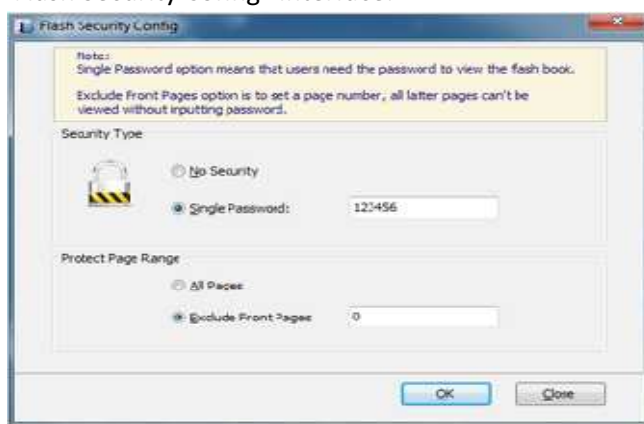 Flash Security Config
Note:
Single Password option means that users need the password to view the flash book.
Exclude Front Pages option is to set a page number, all latter pages can't be
viewed without inputting password.
Security Type
No Security
Single Password:
123456
Protect Page Range
All Pages
Exclude Front Pages
0
OK
Close